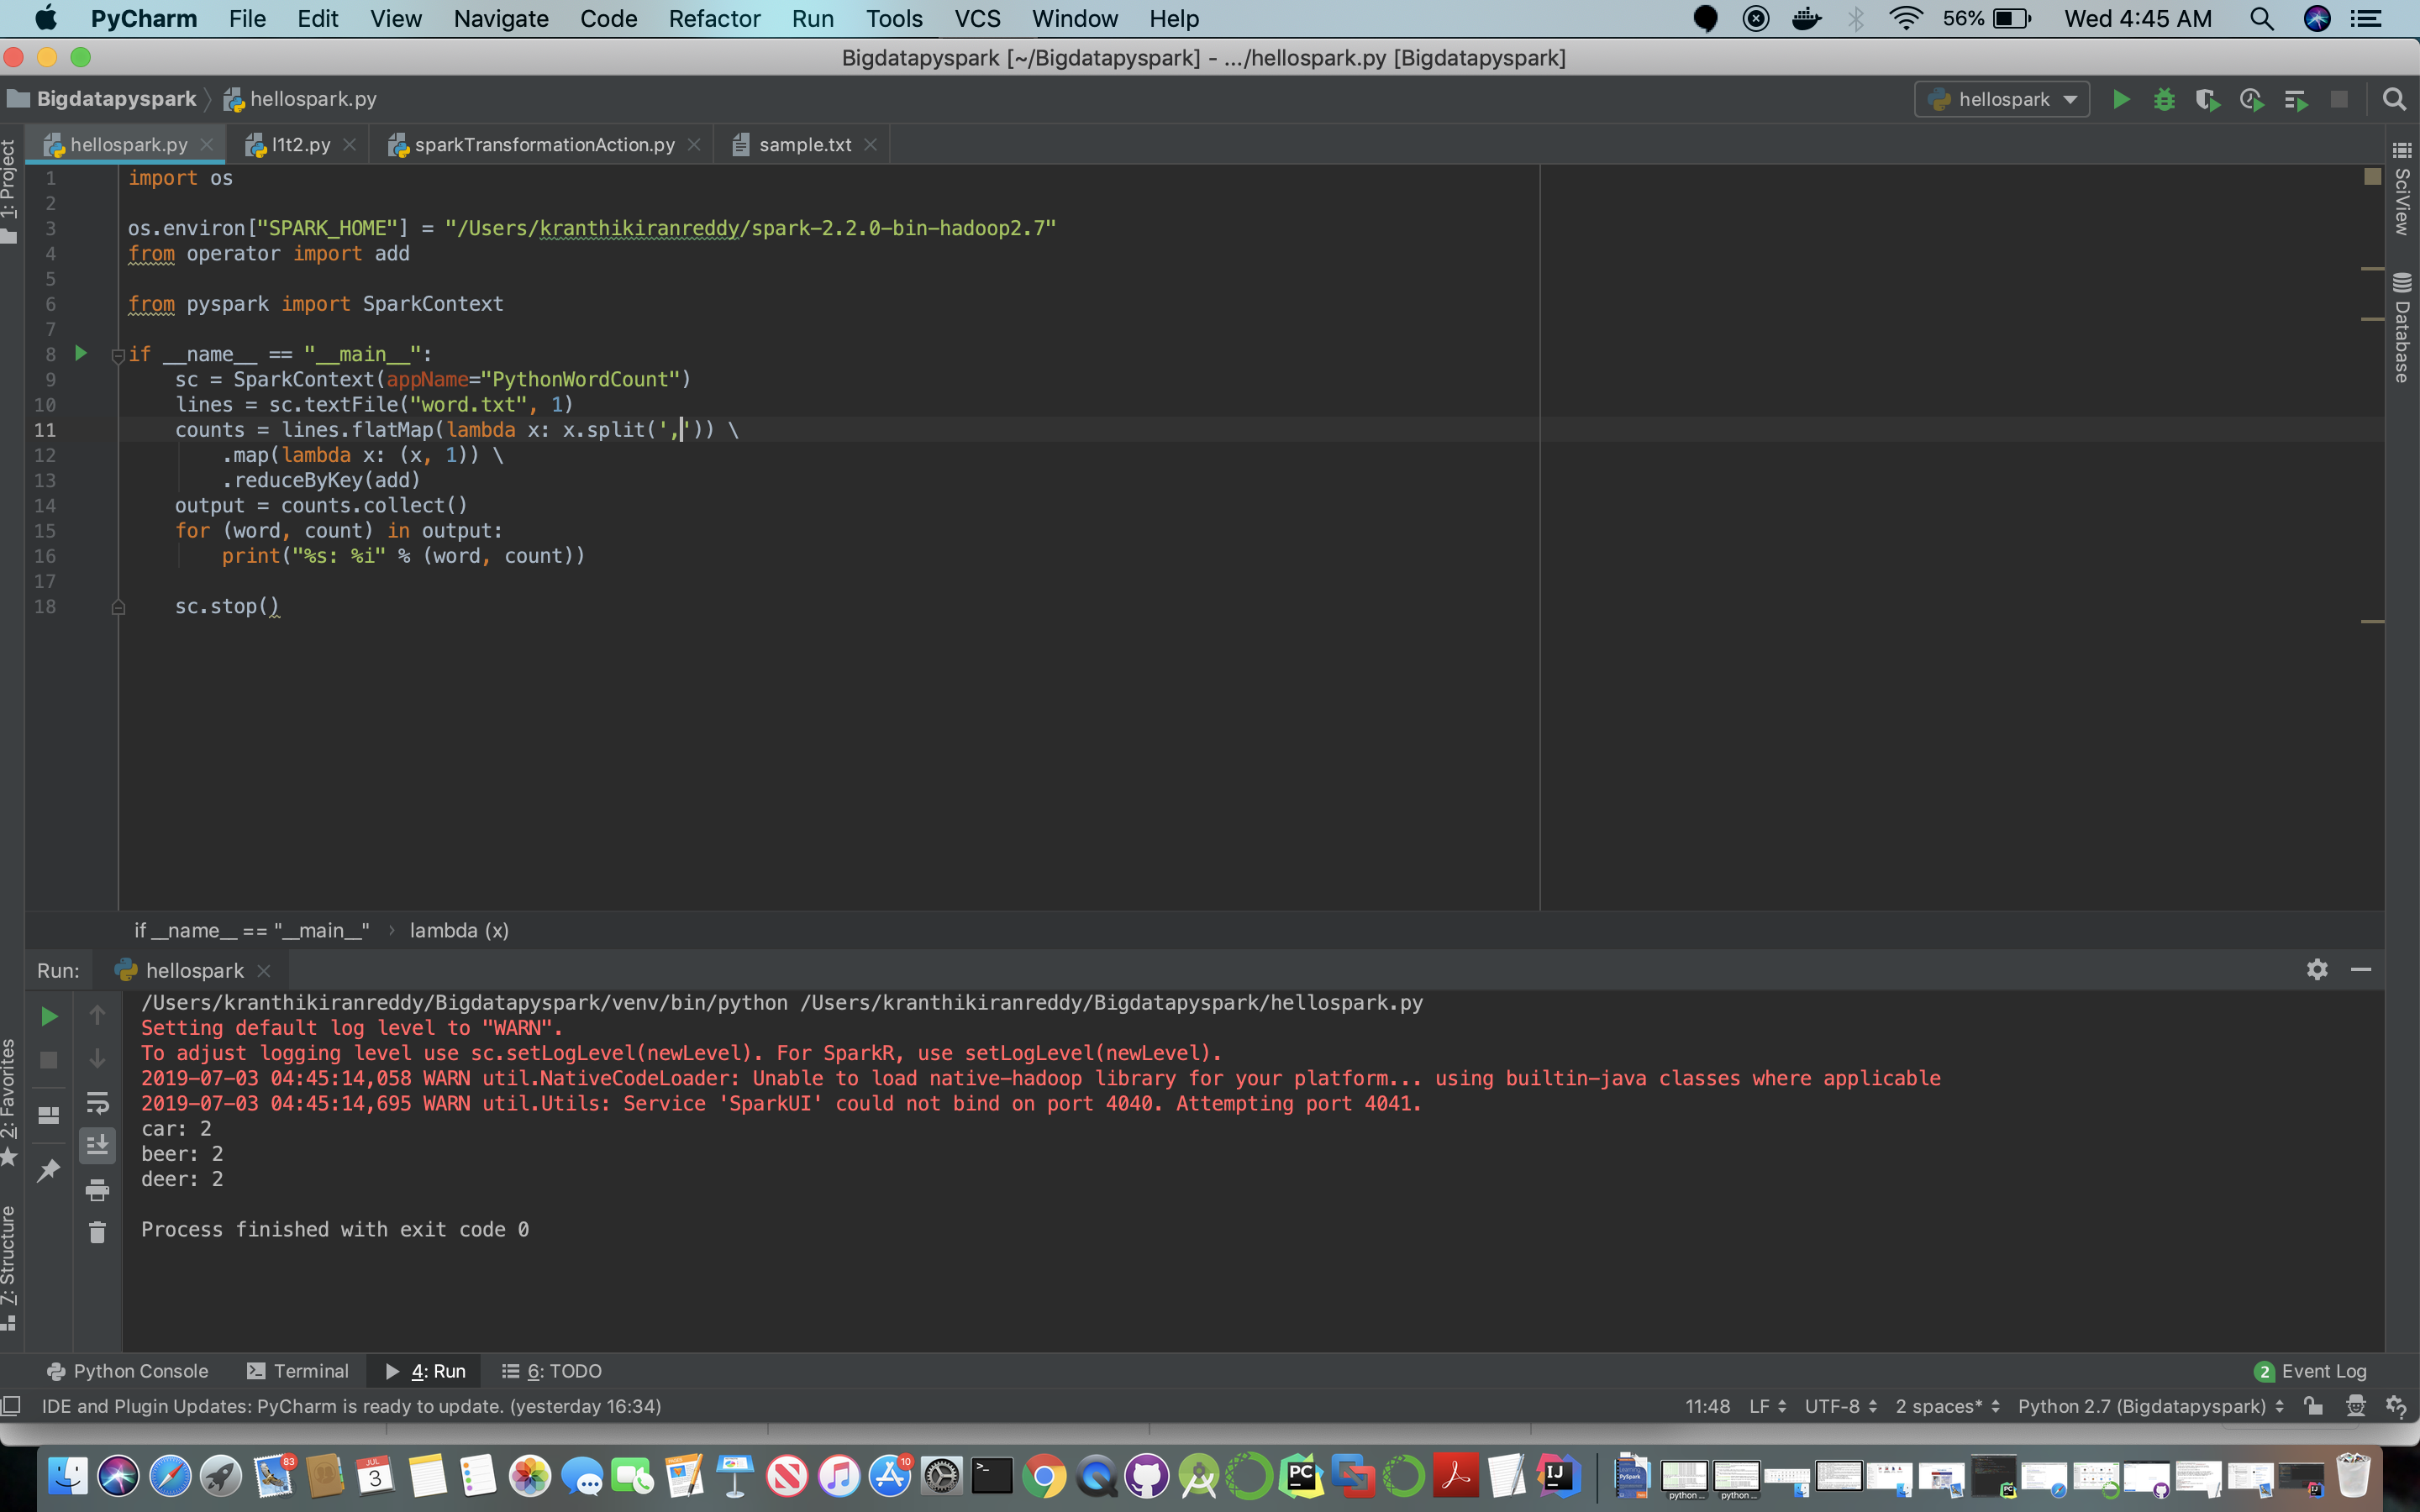 PyCharm File Edit View Navigate Code Refactor Run Tools VCS Window Help 56% Wed 4:45 AM
Bigdatapyspark [~/Bigdatapyspark] - .../hellospark.py [Bigdatapyspark]
Bigdatapyspark hellospark.py hellospark
hellospark.py l1t2.py sparkTransformationAction.py sample.txt
1: Project
SciView
Database
1 import os
2
3 os.environ["SPARK_HOME"] = "/Users/kranthikiranreddy/spark-2.2.0-bin-hadoop2.7"
4 from operator import add
5
6 from pyspark import SparkContext
7
8 if __name__ == "__main__":
9 sc = SparkContext(appName="PythonWordCount")
10 lines = sc.textFile("word.txt", 1)
11 counts = lines.flatMap(lambda x: x.split(',')) \
12 .map(lambda x: (x, 1)) \
13 .reduceByKey(add)
14 output = counts.collect()
15 for (word, count) in output:
16 print("%s: %i" % (word, count))
17
18 sc.stop()
if __name__ == "__main__" › lambda (x)
Run: hellospark
2: Favorites
7: Structure
/Users/kranthikiranreddy/Bigdatapyspark/venv/bin/python /Users/kranthikiranreddy/Bigdatapyspark/hellospark.py
Setting default log level to "WARN".
To adjust logging level use sc.setLogLevel(newLevel). For SparkR, use setLogLevel(newLevel).
2019-07-03 04:45:14,058 WARN util.NativeCodeLoader: Unable to load native-hadoop library for your platform... using builtin-java classes where applicable
2019-07-03 04:45:14,695 WARN util.Utils: Service 'SparkUI' could not bind on port 4040. Attempting port 4041.
car: 2
beer: 2
deer: 2
Process finished with exit code 0
Python Console Terminal 4: Run 6: TODO 2 Event Log
IDE and Plugin Updates: PyCharm is ready to update. (yesterday 16:34) 11:48 LF UTF-8 2 spaces* Python 2.7 (Bigdatapyspark)
83 JUL 3 10 >_ PC IJ PySpark python ... python ...